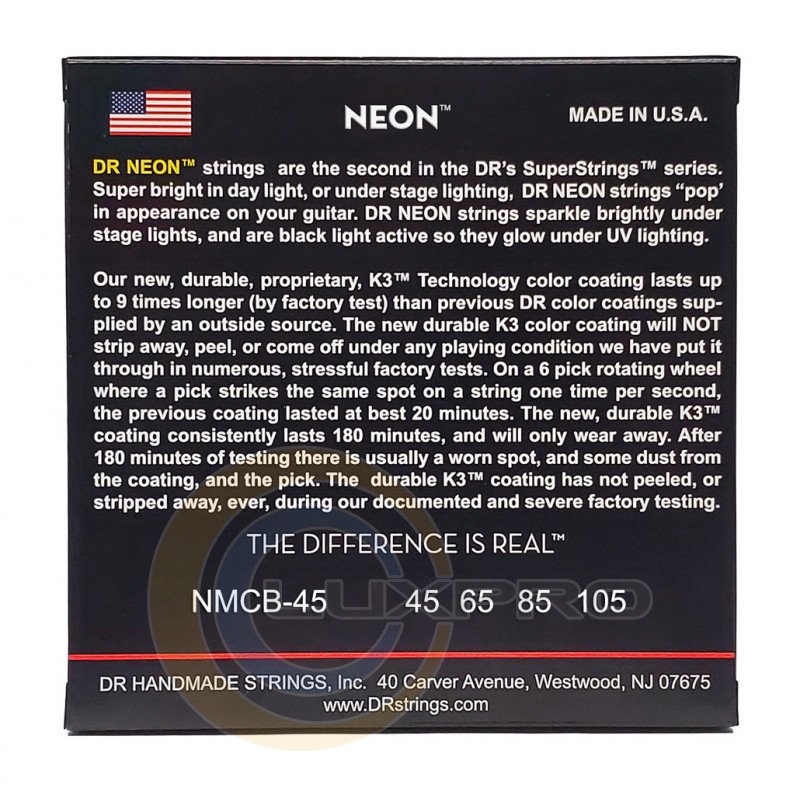 NEON™
MADE IN U.S.A.
DR NEON™ strings are the second in the DR's SuperStrings™ series.
Super bright in day light, or under stage lighting, DR NEON strings “pop’
in appearance on your guitar. DR NEON strings sparkle brightly under
stage lights, and are black light active so they glow under UV lighting.
Our new, durable, proprietary, K3™ Technology color coating lasts up
to 9 times longer (by factory test) than previous DR color coatings sup-
plied by an outside source. The new durable K3 color coating will NOT
strip away, peel, or come off under any playing condition we have put it
through in numerous, stressful factory tests. On a 6 pick rotating wheel
where a pick strikes the same spot on a string one time per second,
the previous coating lasted at best 20 minutes. The new, durable K3™
coating consistently lasts 180 minutes, and will only wear away. After
180 minutes of testing there is usually a worn spot, and some dust from
the coating, and the pick. The durable K3™ coating has not peeled, or
stripped away, ever, during our documented and severe factory testing.
THE DIFFERENCE IS REAL™
NMCB-45 45 65 85 105
LUXPRO
DR HANDMADE STRINGS, Inc. 40 Carver Avenue, Westwood, NJ 07675
www.DRstrings.com